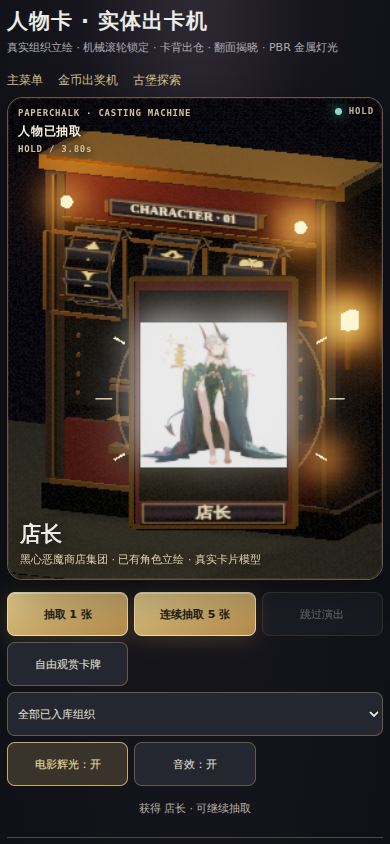 人物卡 · 实体出卡机
真实组织立绘 · 机械滚轮锁定 · 卡背出仓 · 翻面揭晓 · PBR 金属灯光
主菜单 金币出奖机 古堡探索
PAPERCHALK · CASTING MACHINE
HOLD
人物已抽取
HOLD / 3.80s
CHARACTER · 01
店长
店长
黑心恶魔商店集团 · 已有角色立绘 · 真实卡片模型
抽取 1 张 连续抽取 5 张 跳过演出
自由观赏卡牌
全部已入库组织
电影辉光：开 音效：开
获得 店长 · 可继续抽取